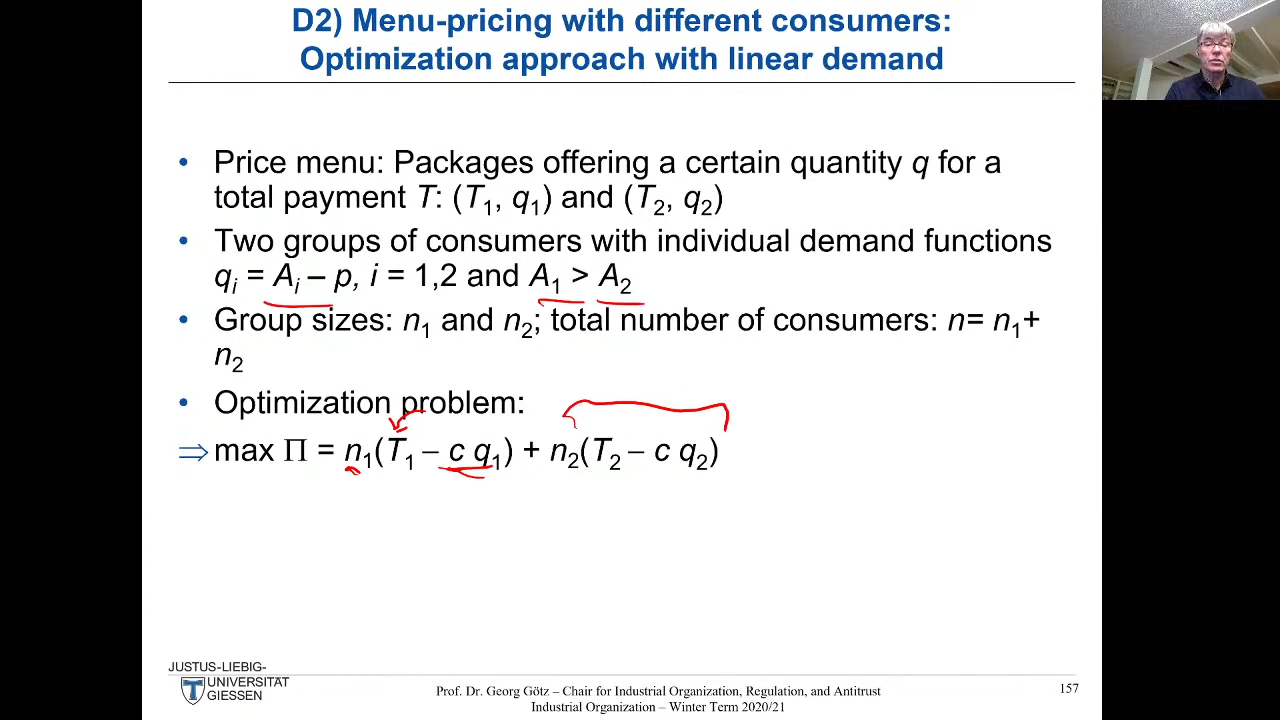 D2) Menu-pricing with different consumers:
Optimization approach with linear demand
• Price menu: Packages offering a certain quantity q for a
total payment T: (T₁, q₁) and (T₂, q₂)
• Two groups of consumers with individual demand functions
qᵢ = Aᵢ – p, i = 1,2 and A₁ > A₂
• Group sizes: n₁ and n₂; total number of consumers: n= n₁+
n₂
• Optimization problem:
⇒ max Π = n₁(T₁ – c q₁) + n₂(T₂ – c q₂)
JUSTUS-LIEBIG-
UNIVERSITÄT
GIESSEN
Prof. Dr. Georg Götz – Chair for Industrial Organization, Regulation, and Antitrust
Industrial Organization – Winter Term 2020/21
157